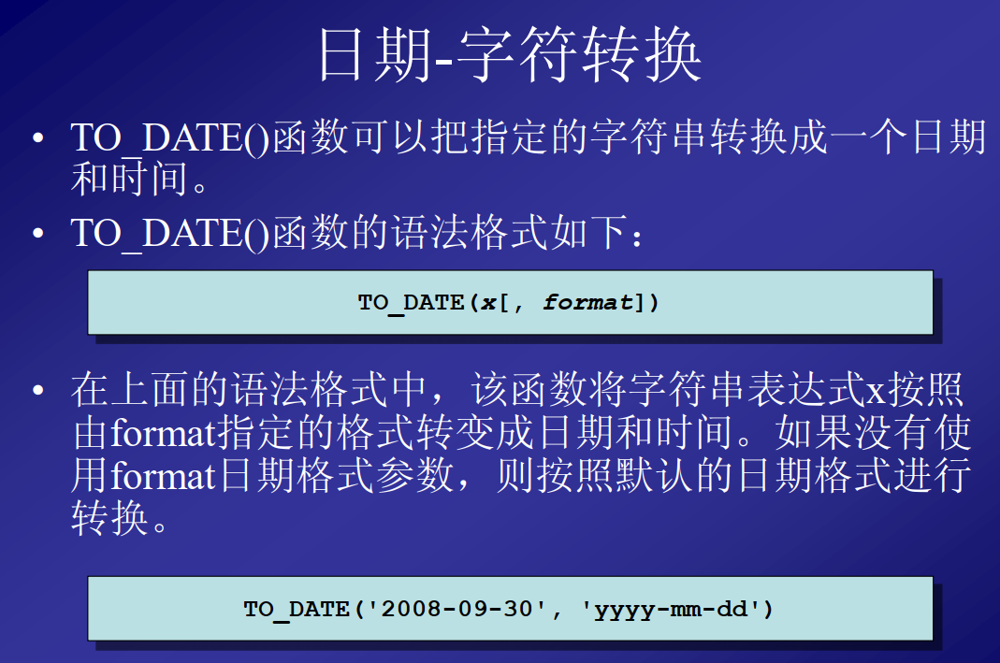 日期-字符转换
• TO_DATE()函数可以把指定的字符串转换成一个日期
和时间。
• TO_DATE()函数的语法格式如下：
TO_DATE(x[, format])
• 在上面的语法格式中，该函数将字符串表达式x按照
由format指定的格式转变成日期和时间。如果没有使
用format日期格式参数，则按照默认的日期格式进行
转换。
TO_DATE('2008-09-30', 'yyyy-mm-dd')